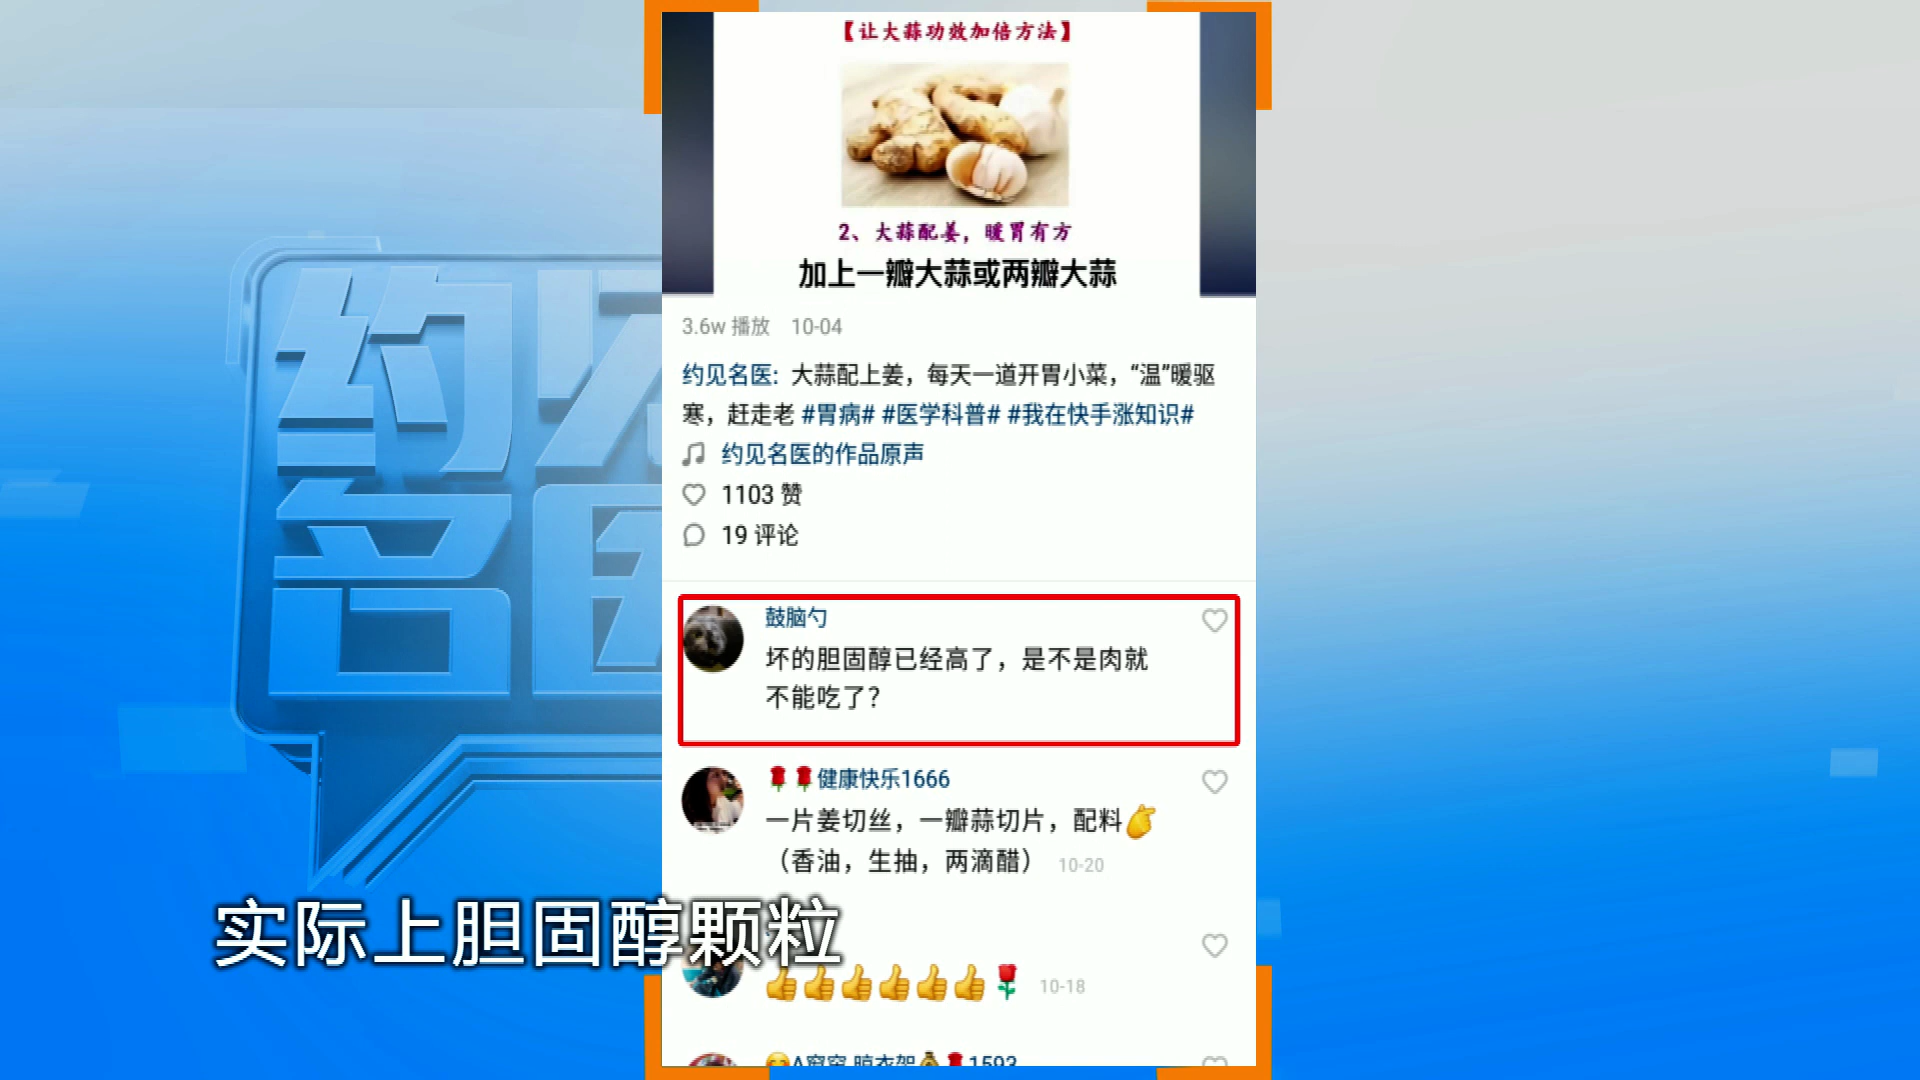 【让大蒜功效加倍方法】
2、大蒜配姜，暖胃有方
加上一瓣大蒜或两瓣大蒜
3.6w 播放 10-04
约见名医: 大蒜配上姜，每天一道开胃小菜，“温”暖驱
寒，赶走老 #胃病# #医学科普# #我在快手涨知识#
约见名医的作品原声
1103 赞
19 评论
鼓脑勺
坏的胆固醇已经高了，是不是肉就
不能吃了？
🌹🌹健康快乐1666
一片姜切丝，一瓣蒜切片，配料👉
（香油，生抽，两滴醋） 10-20
👍👍👍👍👍👍🌹 10-18
约见
名医
实际上胆固醇颗粒